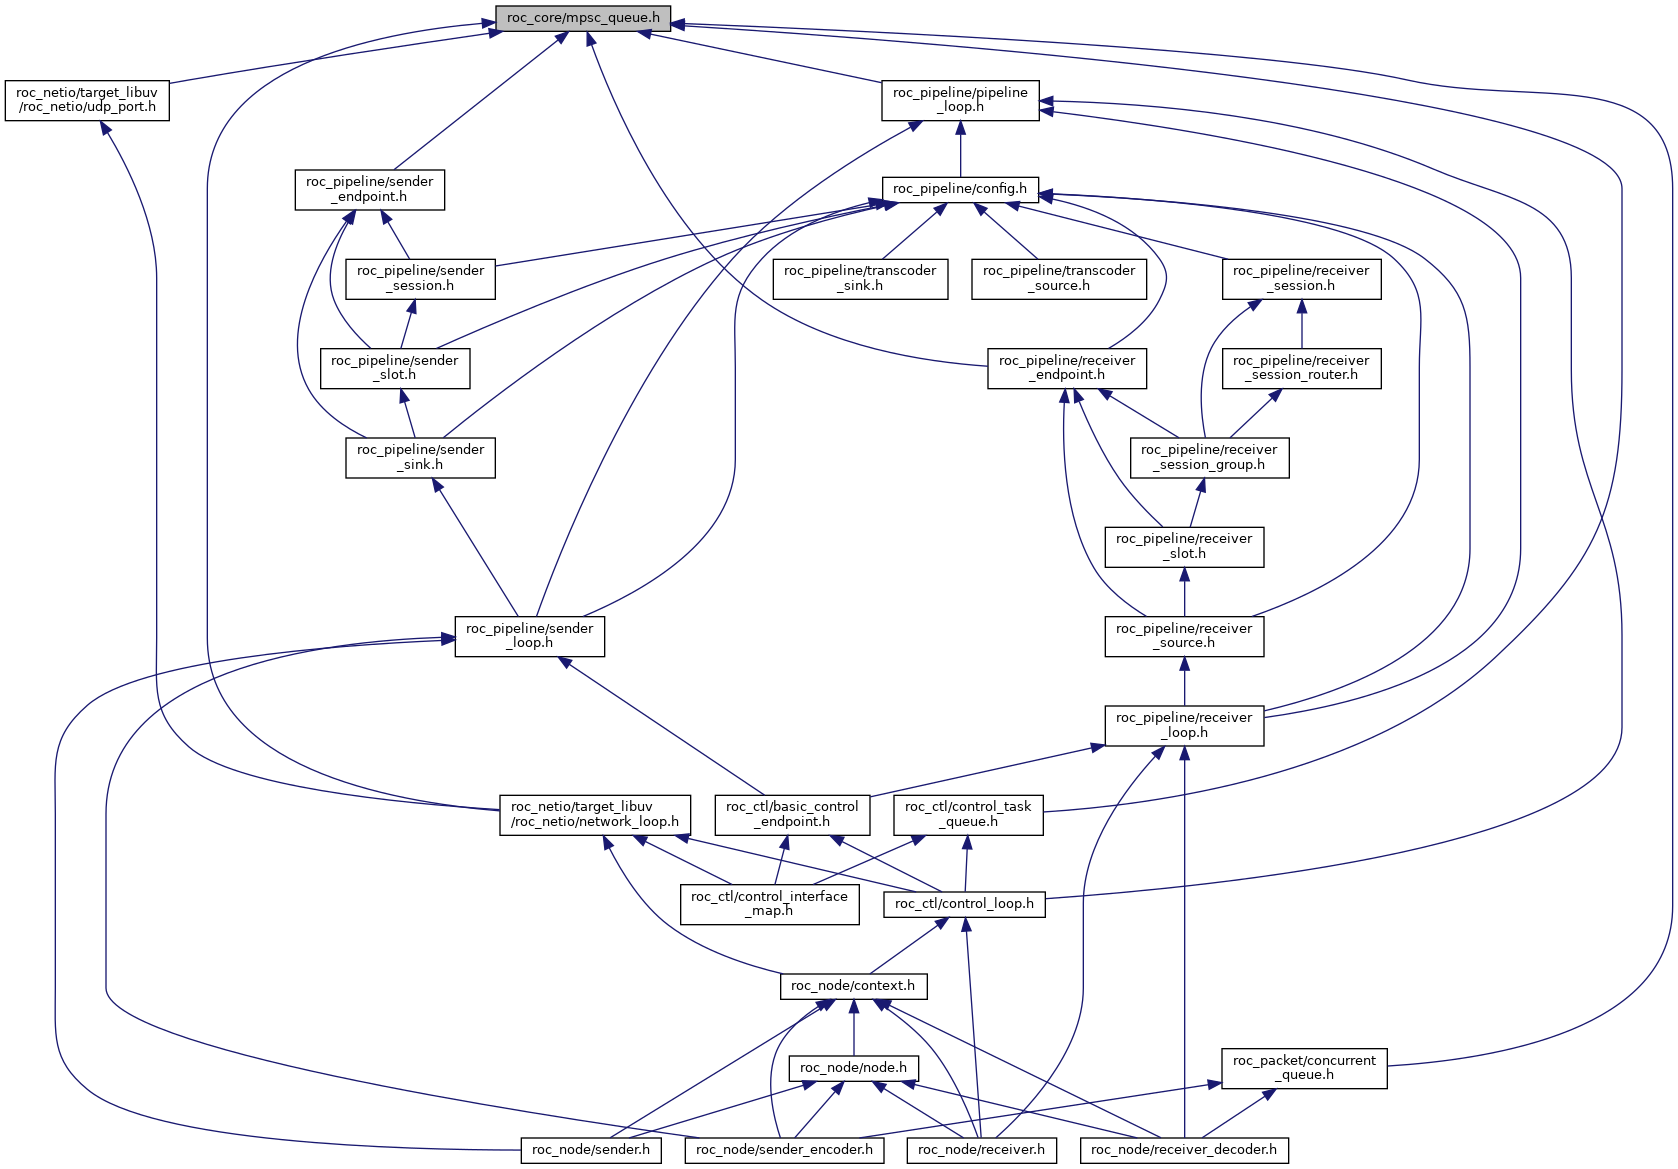 roc_core/mpsc_queue.h
roc_netio/target_libuv
/roc_netio/udp_port.h
roc_pipeline/pipeline
_loop.h
roc_pipeline/sender
_endpoint.h
roc_pipeline/config.h
roc_pipeline/sender
_session.h
roc_pipeline/transcoder
_sink.h
roc_pipeline/transcoder
_source.h
roc_pipeline/receiver
_session.h
roc_pipeline/sender
_slot.h
roc_pipeline/receiver
_endpoint.h
roc_pipeline/receiver
_session_router.h
roc_pipeline/sender
_sink.h
roc_pipeline/receiver
_session_group.h
roc_pipeline/receiver
_slot.h
roc_pipeline/sender
_loop.h
roc_pipeline/receiver
_source.h
roc_pipeline/receiver
_loop.h
roc_netio/target_libuv
/roc_netio/network_loop.h
roc_ctl/basic_control
_endpoint.h
roc_ctl/control_task
_queue.h
roc_ctl/control_interface
_map.h
roc_ctl/control_loop.h
roc_node/context.h
roc_node/node.h
roc_packet/concurrent
_queue.h
roc_node/sender.h
roc_node/sender_encoder.h
roc_node/receiver.h
roc_node/receiver_decoder.h